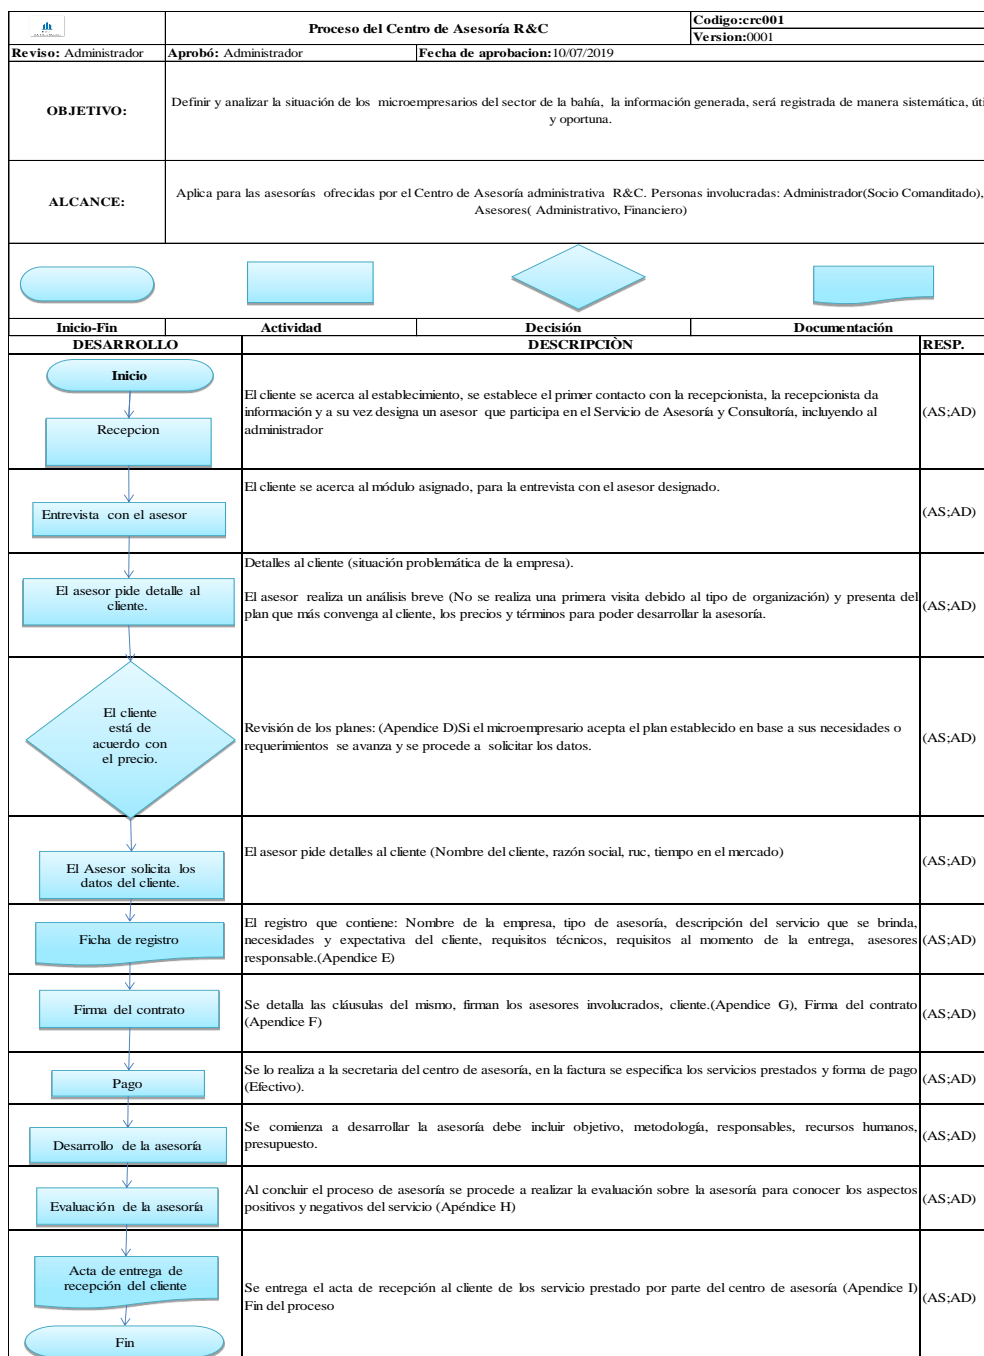 Proceso del Centro de Asesoría R&C
Codigo:crc001
Version:0001
Reviso: Administrador
Aprobó: Administrador
Fecha de aprobacion:10/07/2019
OBJETIVO:
Definir y analizar la situación de los microempresarios del sector de la bahía, la información generada, será registrada de manera sistemática, úti
y oportuna.
ALCANCE:
Aplica para las asesorías ofrecidas por el Centro de Asesoría administrativa R&C. Personas involucradas: Administrador(Socio Comanditado),
Asesores( Administrativo, Financiero)
Inicio-Fin
Actividad
Decisión
Documentación
DESARROLLO
DESCRIPCIÒN
RESP.
Inicio
Recepcion
El cliente se acerca al establecimiento, se establece el primer contacto con la recepcionista, la recepcionista da
información y a su vez designa un asesor que participa en el Servicio de Asesoría y Consultoría, incluyendo al
administrador
(AS;AD)
Entrevista con el asesor
El cliente se acerca al módulo asignado, para la entrevista con el asesor designado.
(AS;AD)
El asesor pide detalle al
cliente.
Detalles al cliente (situación problemática de la empresa).
El asesor realiza un análisis breve (No se realiza una primera visita debido al tipo de organización) y presenta del
plan que más convenga al cliente, los precios y términos para poder desarrollar la asesoría.
(AS;AD)
El cliente
está de
acuerdo con
el precio.
Revisión de los planes: (Apendice D)Si el microempresario acepta el plan establecido en base a sus necesidades o
requerimientos se avanza y se procede a solicitar los datos.
(AS;AD)
El Asesor solicita los
datos del cliente.
El asesor pide detalles al cliente (Nombre del cliente, razón social, ruc, tiempo en el mercado)
(AS;AD)
Ficha de registro
El registro que contiene: Nombre de la empresa, tipo de asesoría, descripción del servicio que se brinda,
necesidades y expectativa del cliente, requisitos técnicos, requisitos al momento de la entrega, asesores
responsable.(Apendice E)
(AS;AD)
Firma del contrato
Se detalla las cláusulas del mismo, firman los asesores involucrados, cliente.(Apendice G), Firma del contrato
(Apendice F)
(AS;AD)
Pago
Se lo realiza a la secretaria del centro de asesoría, en la factura se especifica los servicios prestados y forma de pago
(Efectivo).
(AS;AD)
Desarrollo de la asesoría
Se comienza a desarrollar la asesoría debe incluir objetivo, metodología, responsables, recursos humanos,
presupuesto.
(AS;AD)
Evaluación de la asesoría
Al concluir el proceso de asesoría se procede a realizar la evaluación sobre la asesoría para conocer los aspectos
positivos y negativos del servicio (Apéndice H)
(AS;AD)
Acta de entrega de
recepción del cliente
Se entrega el acta de recepción al cliente de los servicio prestado por parte del centro de asesoría (Apendice I)
Fin del proceso
(AS;AD)
Fin